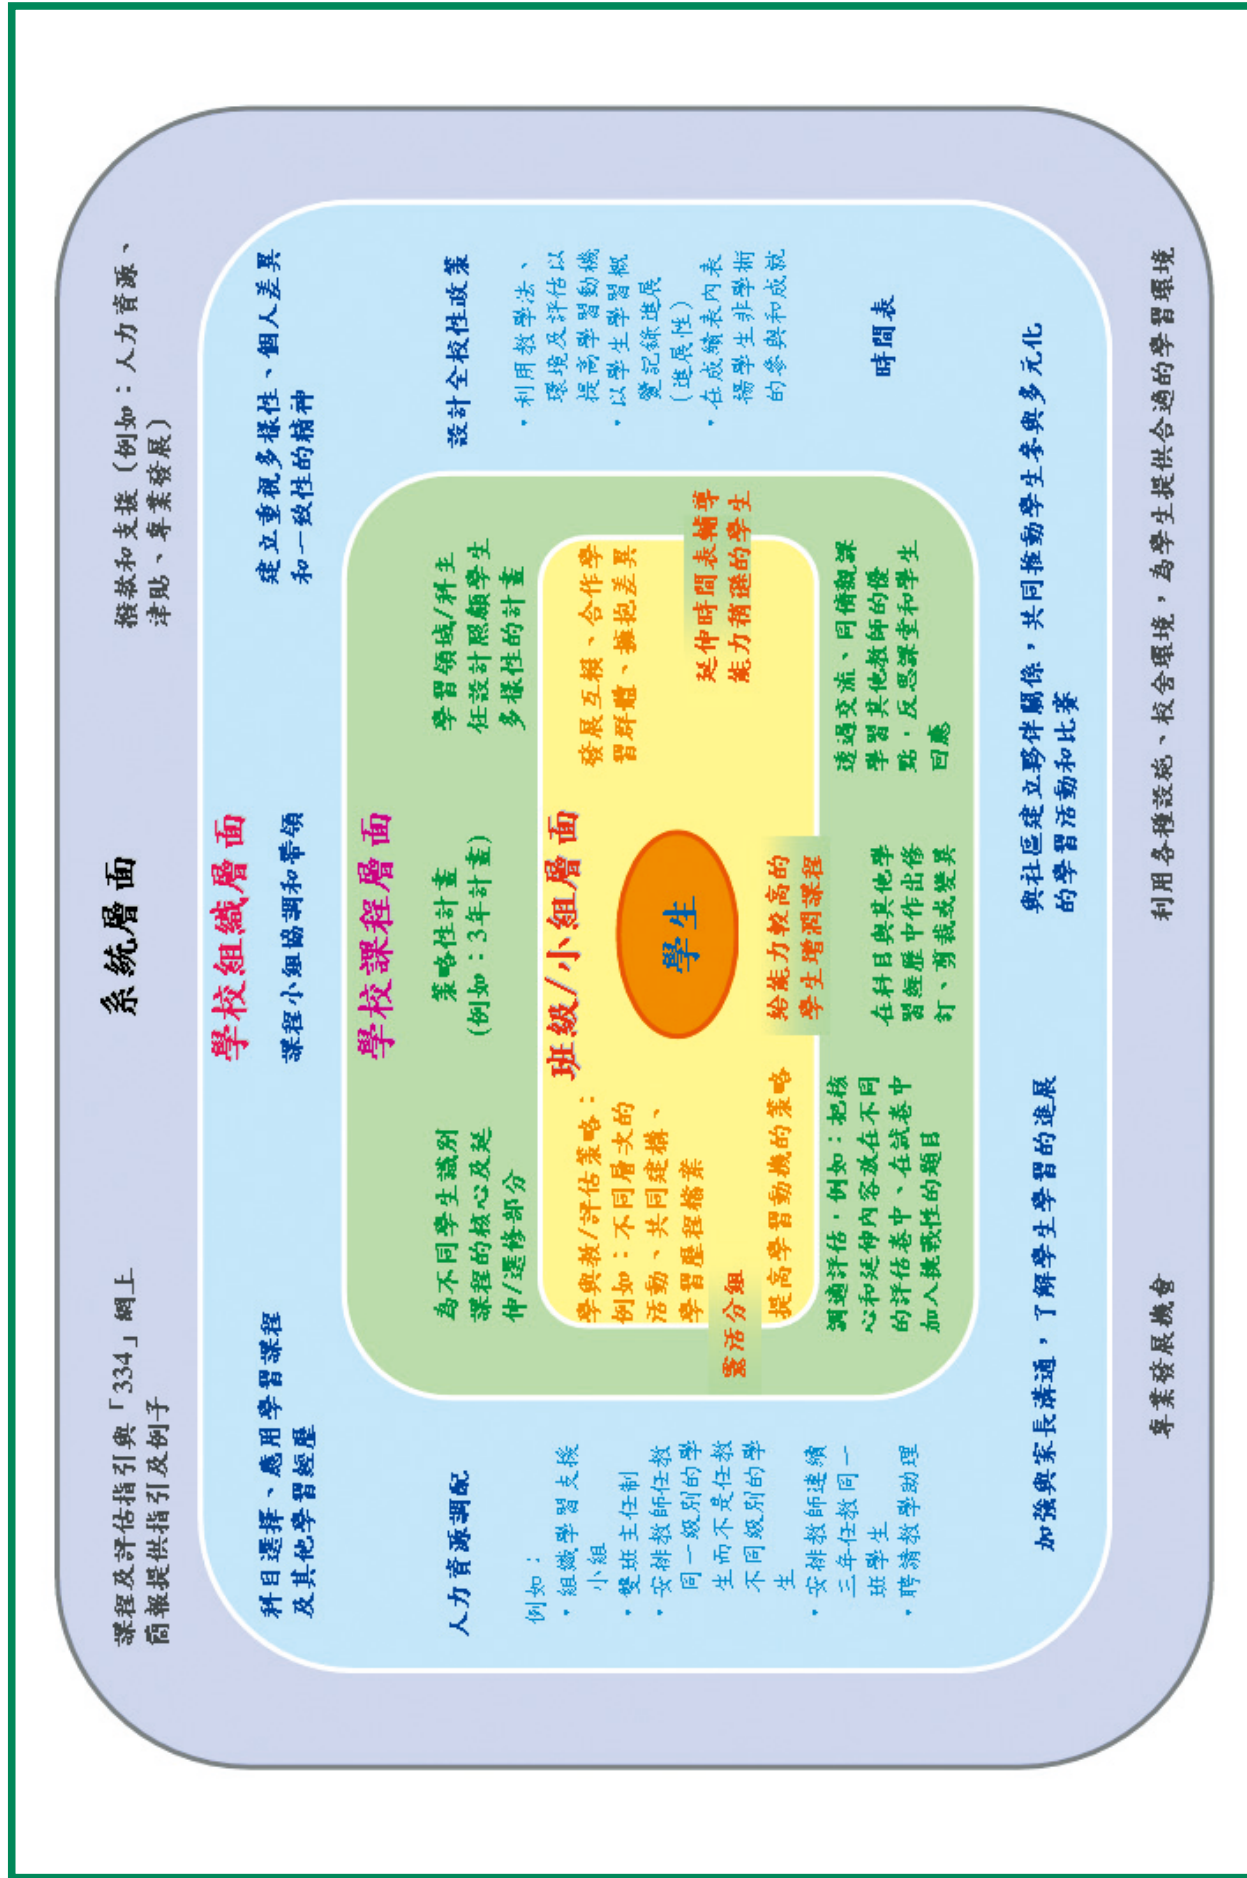 系統層面
課程及評估指引與「334」網上
簡報提供指引及例子
撥款和支援（例如：人力資源、
津貼、專業發展）
學校組織層面
科目選擇、應用學習課程
及其他學習經歷
課程小組協調和帶領
建立重視多樣性、個人差異
和一致性的精神
人力資源調配
例如：
• 組織學習支援
小組
• 雙班主任制
• 安排教師任教
同一級別的學
生而不是任教
不同級別的學
生
• 安排教師連續
三年任教同一
班學生
• 聘請教學助理
學校課程層面
為不同學生識別
課程的核心及延
伸/選修部分
策略性計畫
(例如：3年計畫)
學習領域/科主
任設計照顧學生
多樣性的計畫
班級/小組層面
學與教/評估策略：
例如：不同層次的
活動、共同建構、
學習歷程檔案
發展互賴、合作學
習群體、擁抱差異
學生
靈活分組
提高學習動機的策略
給能力較高的
學生增潤課程
延伸時間表輔導
能力稍遜的學生
調適評估，例如：把核
心和延伸內容放在不同
的評估卷中、在試卷中
加入挑戰性的題目
在科目與其他學
習經歷中作出修
訂、剪裁或變異
透過交流、同儕觀課
學習其他教師的優
點，反思課堂和學生
回應
設計全校性政策
• 利用教學法、
環境及評估以
提高學習動機
• 以學生學習概
覽記錄進展
(進展性)
• 在成績表內表
揚學生非學術
的參與和成就
時間表
加強與家長溝通，了解學生學習的進展
與社區建立夥伴關係，共同推動學生參與多元化
的學習活動和比賽
專業發展機會
利用各種設施、校舍環境，為學生提供合適的學習環境